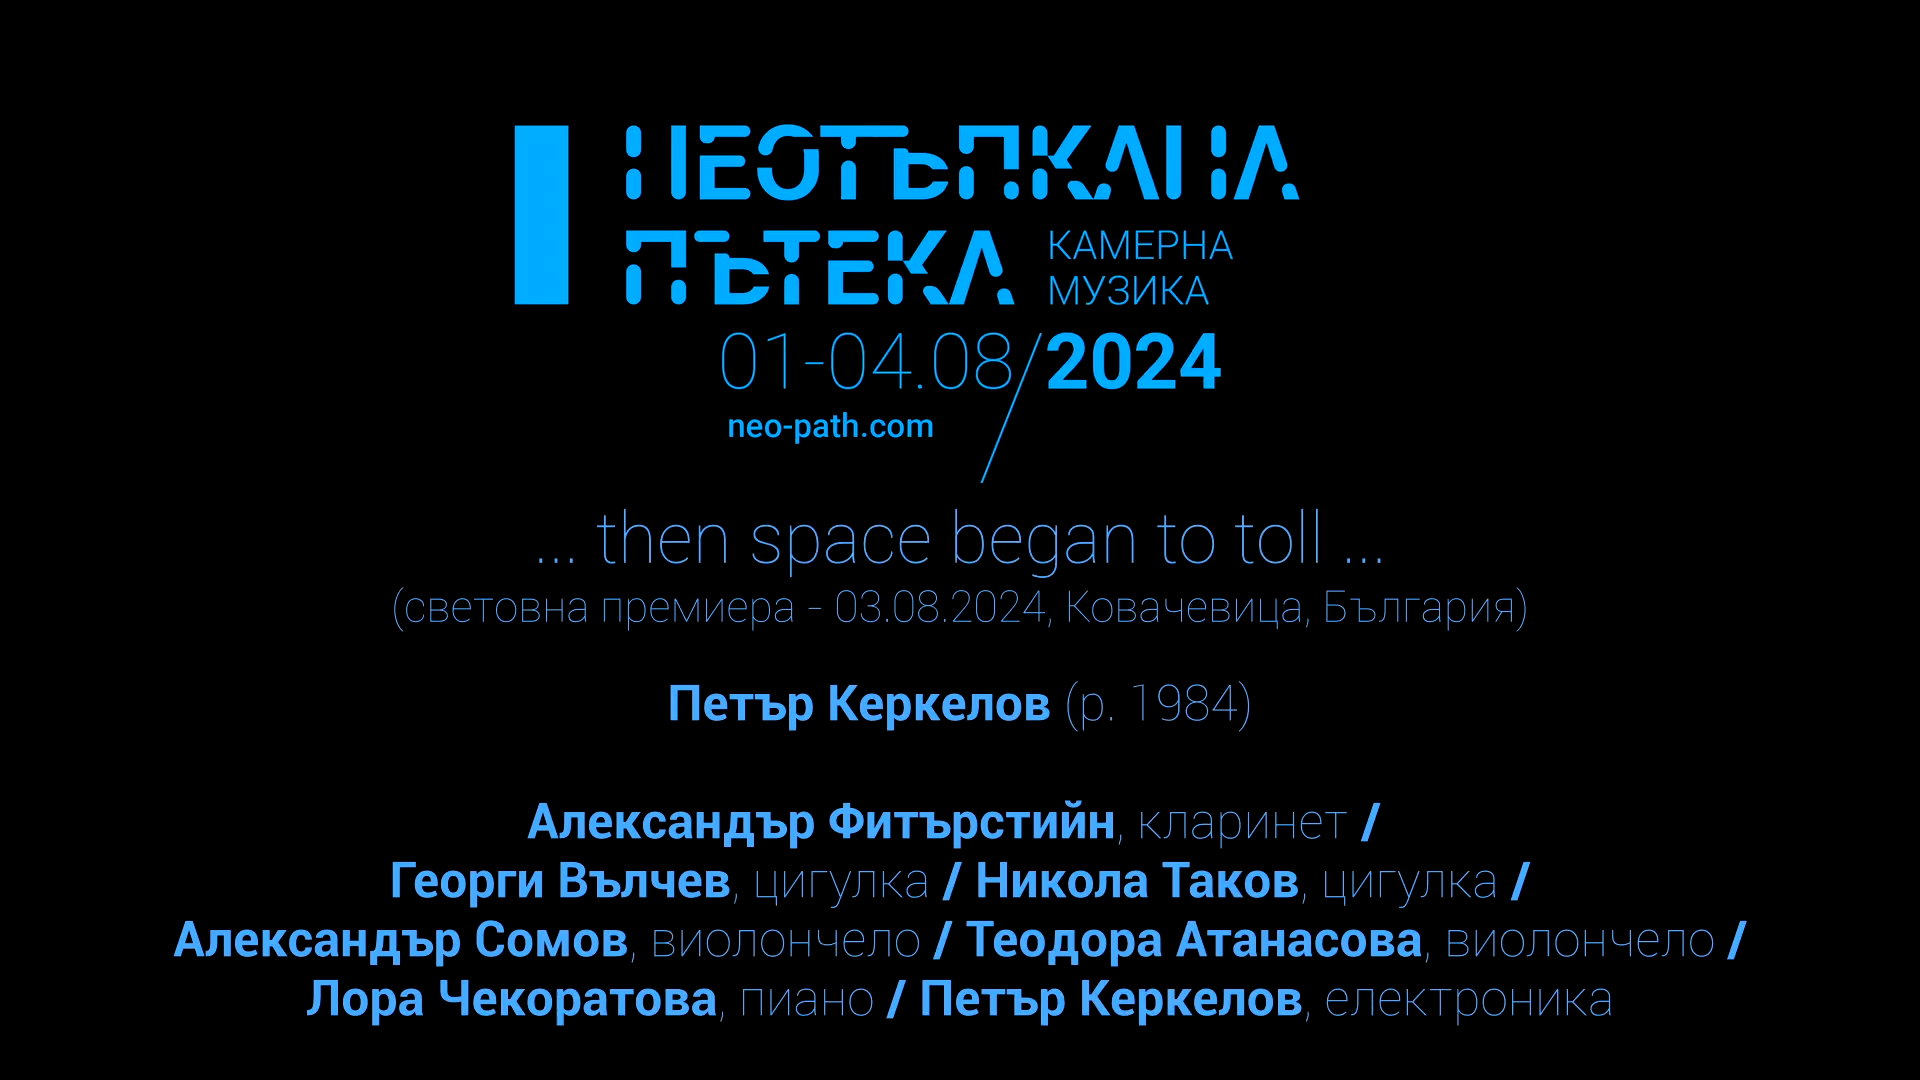 НЕОТЪПКАНА
ПЪТЕКА
КАМЕРНА
МУЗИКА
01-04.08/2024
neo-path.com
... then space began to toll ...
(световна премиера - 03.08.2024, Ковачевица, България)
Петър Керкелов (р. 1984)
Александър Фитърстийн, кларинет /
Георги Вълчев, цигулка / Никола Таков, цигулка /
Александър Сомов, виолончело / Теодора Атанасова, виолончело /
Лора Чекоратова, пиано / Петър Керкелов, електроника